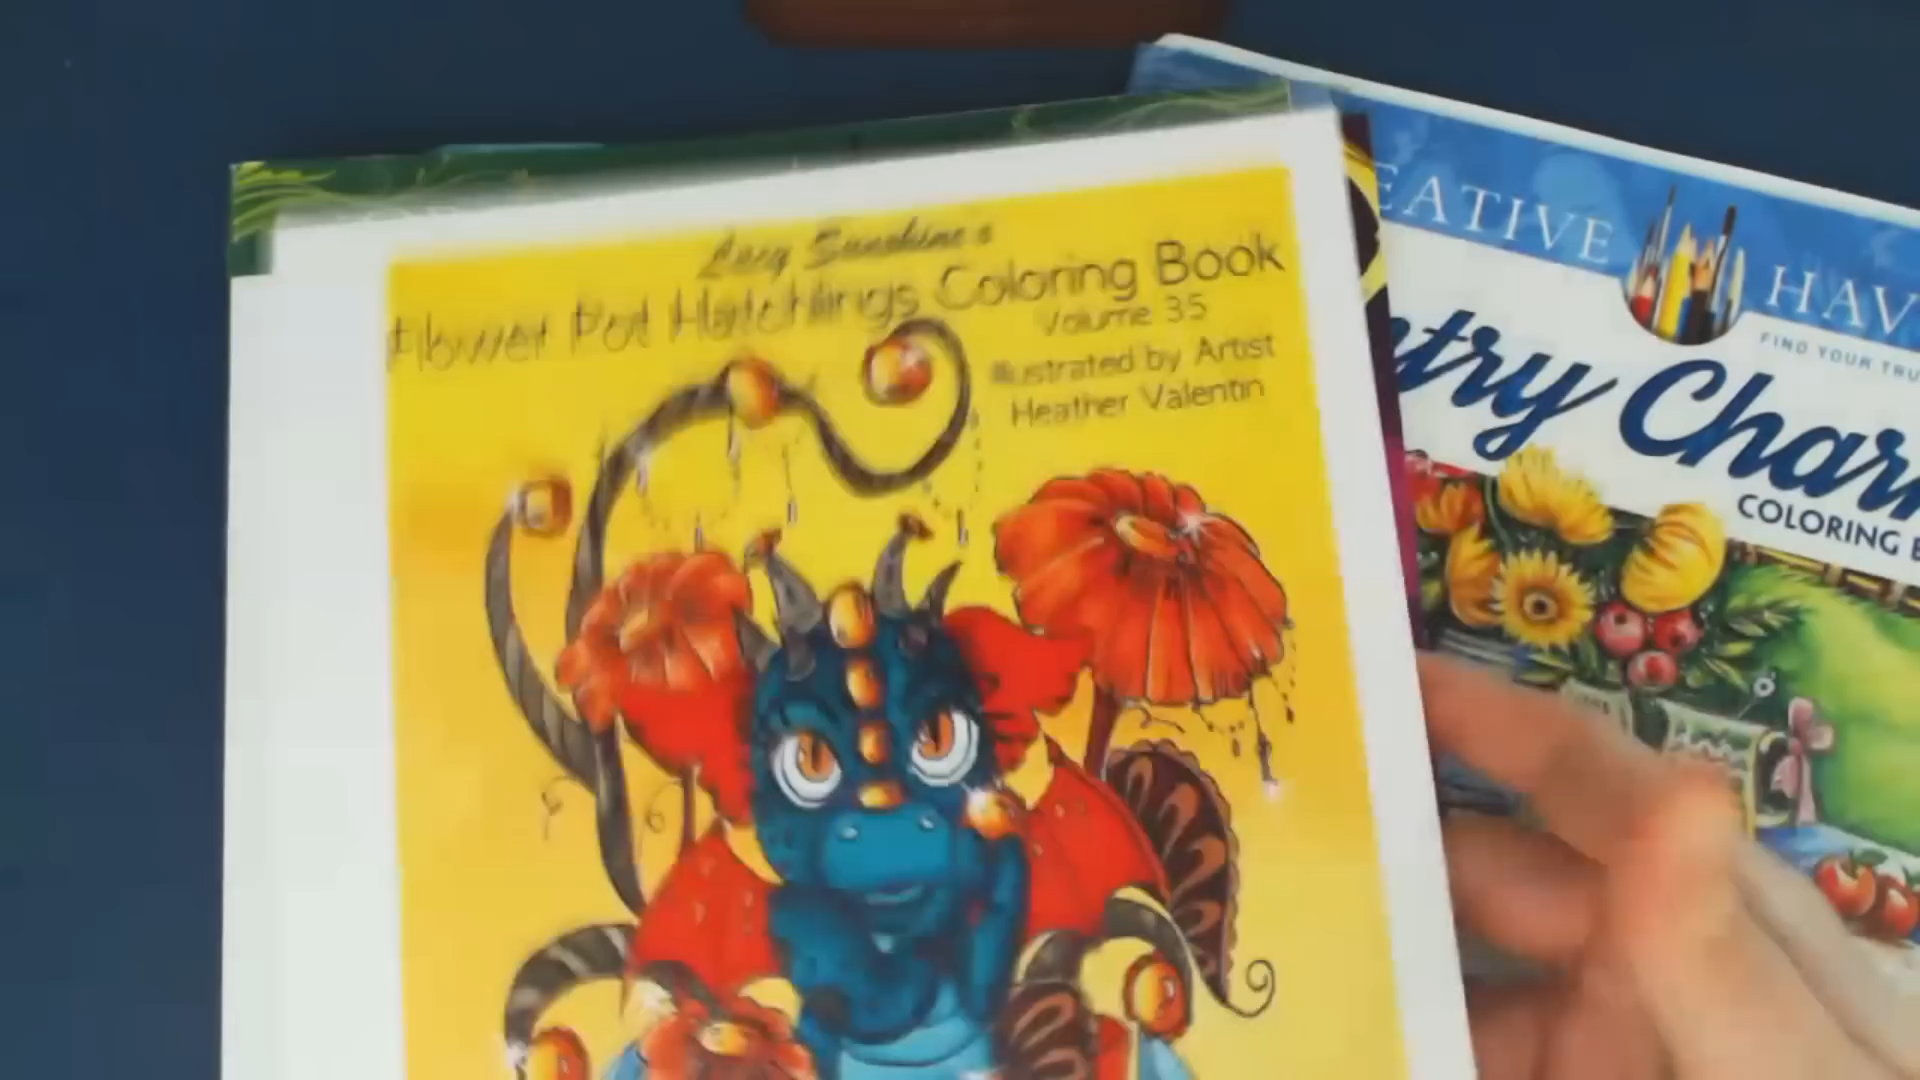 Lacy Sunshine's
Flower Pot Hatchlings Coloring Book
Volume 35
Illustrated by Artist
Heather Valentin
EATIVE HAV
FIND YOUR TRU
ntry Char
COLORING B